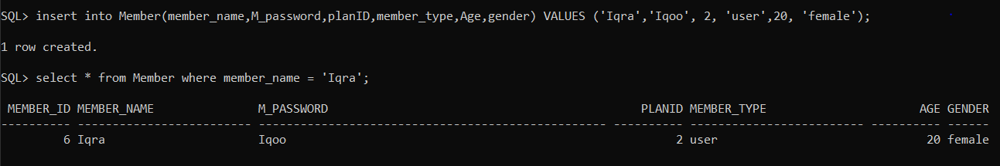 SQL> insert into Member(member_name,M_password,planID,member_type,Age,gender) VALUES ('Iqra','Iqoo', 2, 'user',20, 'female');
1 row created.
SQL> select * from Member where member_name = 'Iqra';
MEMBER_ID MEMBER_NAME M_PASSWORD PLANID MEMBER_TYPE AGE GENDER
---------- ------------------------- -------------------------------------------------- ---------- ------------------------- ---------- ------
6 Iqra Iqoo 2 user 20 female